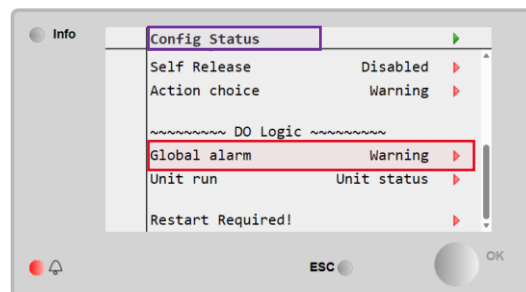 Info
Config Status
Self Release Disabled
Action choice Warning
~~~~~~~~~ DO Logic ~~~~~~~~~
Global alarm Warning
Unit run Unit status
Restart Required!
ESC
OK